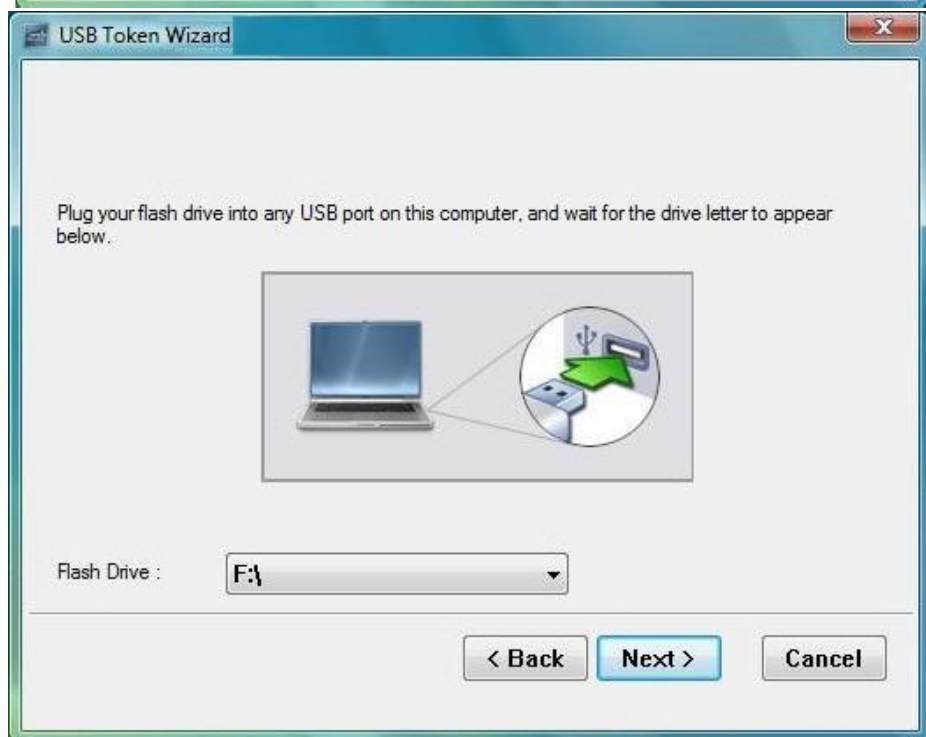 USB Token Wizard
Plug your flash drive into any USB port on this computer, and wait for the drive letter to appear
below.
Flash Drive :
F:\
< Back
Next >
Cancel